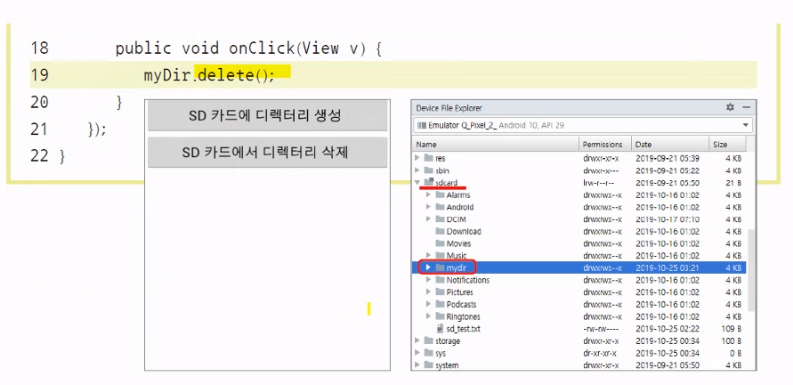 18 public void onClick(View v) {
19 myDir.delete();
20 }
21 });
22 }
SD 카드에 디렉터리 생성
SD 카드에서 디렉터리 삭제
Device File Explorer
Emulator Q_Pixel_2_ Android 10, API 29
Name Permissions Date Size
res drwxr-xr-x 2019-09-21 05:39 4 KB
sbin drwxr-x--- 2019-09-21 05:22 4 KB
sdcard lrw-r--r-- 2019-09-21 05:50 21 B
Alarms drwxrwx--x 2019-10-16 01:02 4 KB
Android drwxrwx--x 2019-10-16 01:02 4 KB
DCIM drwxrwx--x 2019-10-17 07:10 4 KB
Download drwxrwx--x 2019-10-16 01:02 4 KB
Movies drwxrwx--x 2019-10-16 01:02 4 KB
Music drwxrwx--x 2019-10-16 01:02 4 KB
mydir drwxrwx--x 2019-10-25 03:21 4 KB
Notifications drwxrwx--x 2019-10-16 01:02 4 KB
Pictures drwxrwx--x 2019-10-16 01:02 4 KB
Podcasts drwxrwx--x 2019-10-16 01:02 4 KB
Ringtones drwxrwx--x 2019-10-16 01:02 4 KB
sd_test.txt -rw-rw---- 2019-10-25 02:22 109 B
storage drwxr-xr-x 2019-10-25 00:34 100 B
sys dr-xr-xr-x 2019-10-25 00:34 0 B
system drwxr-xr-x 2019-09-21 05:50 4 KB